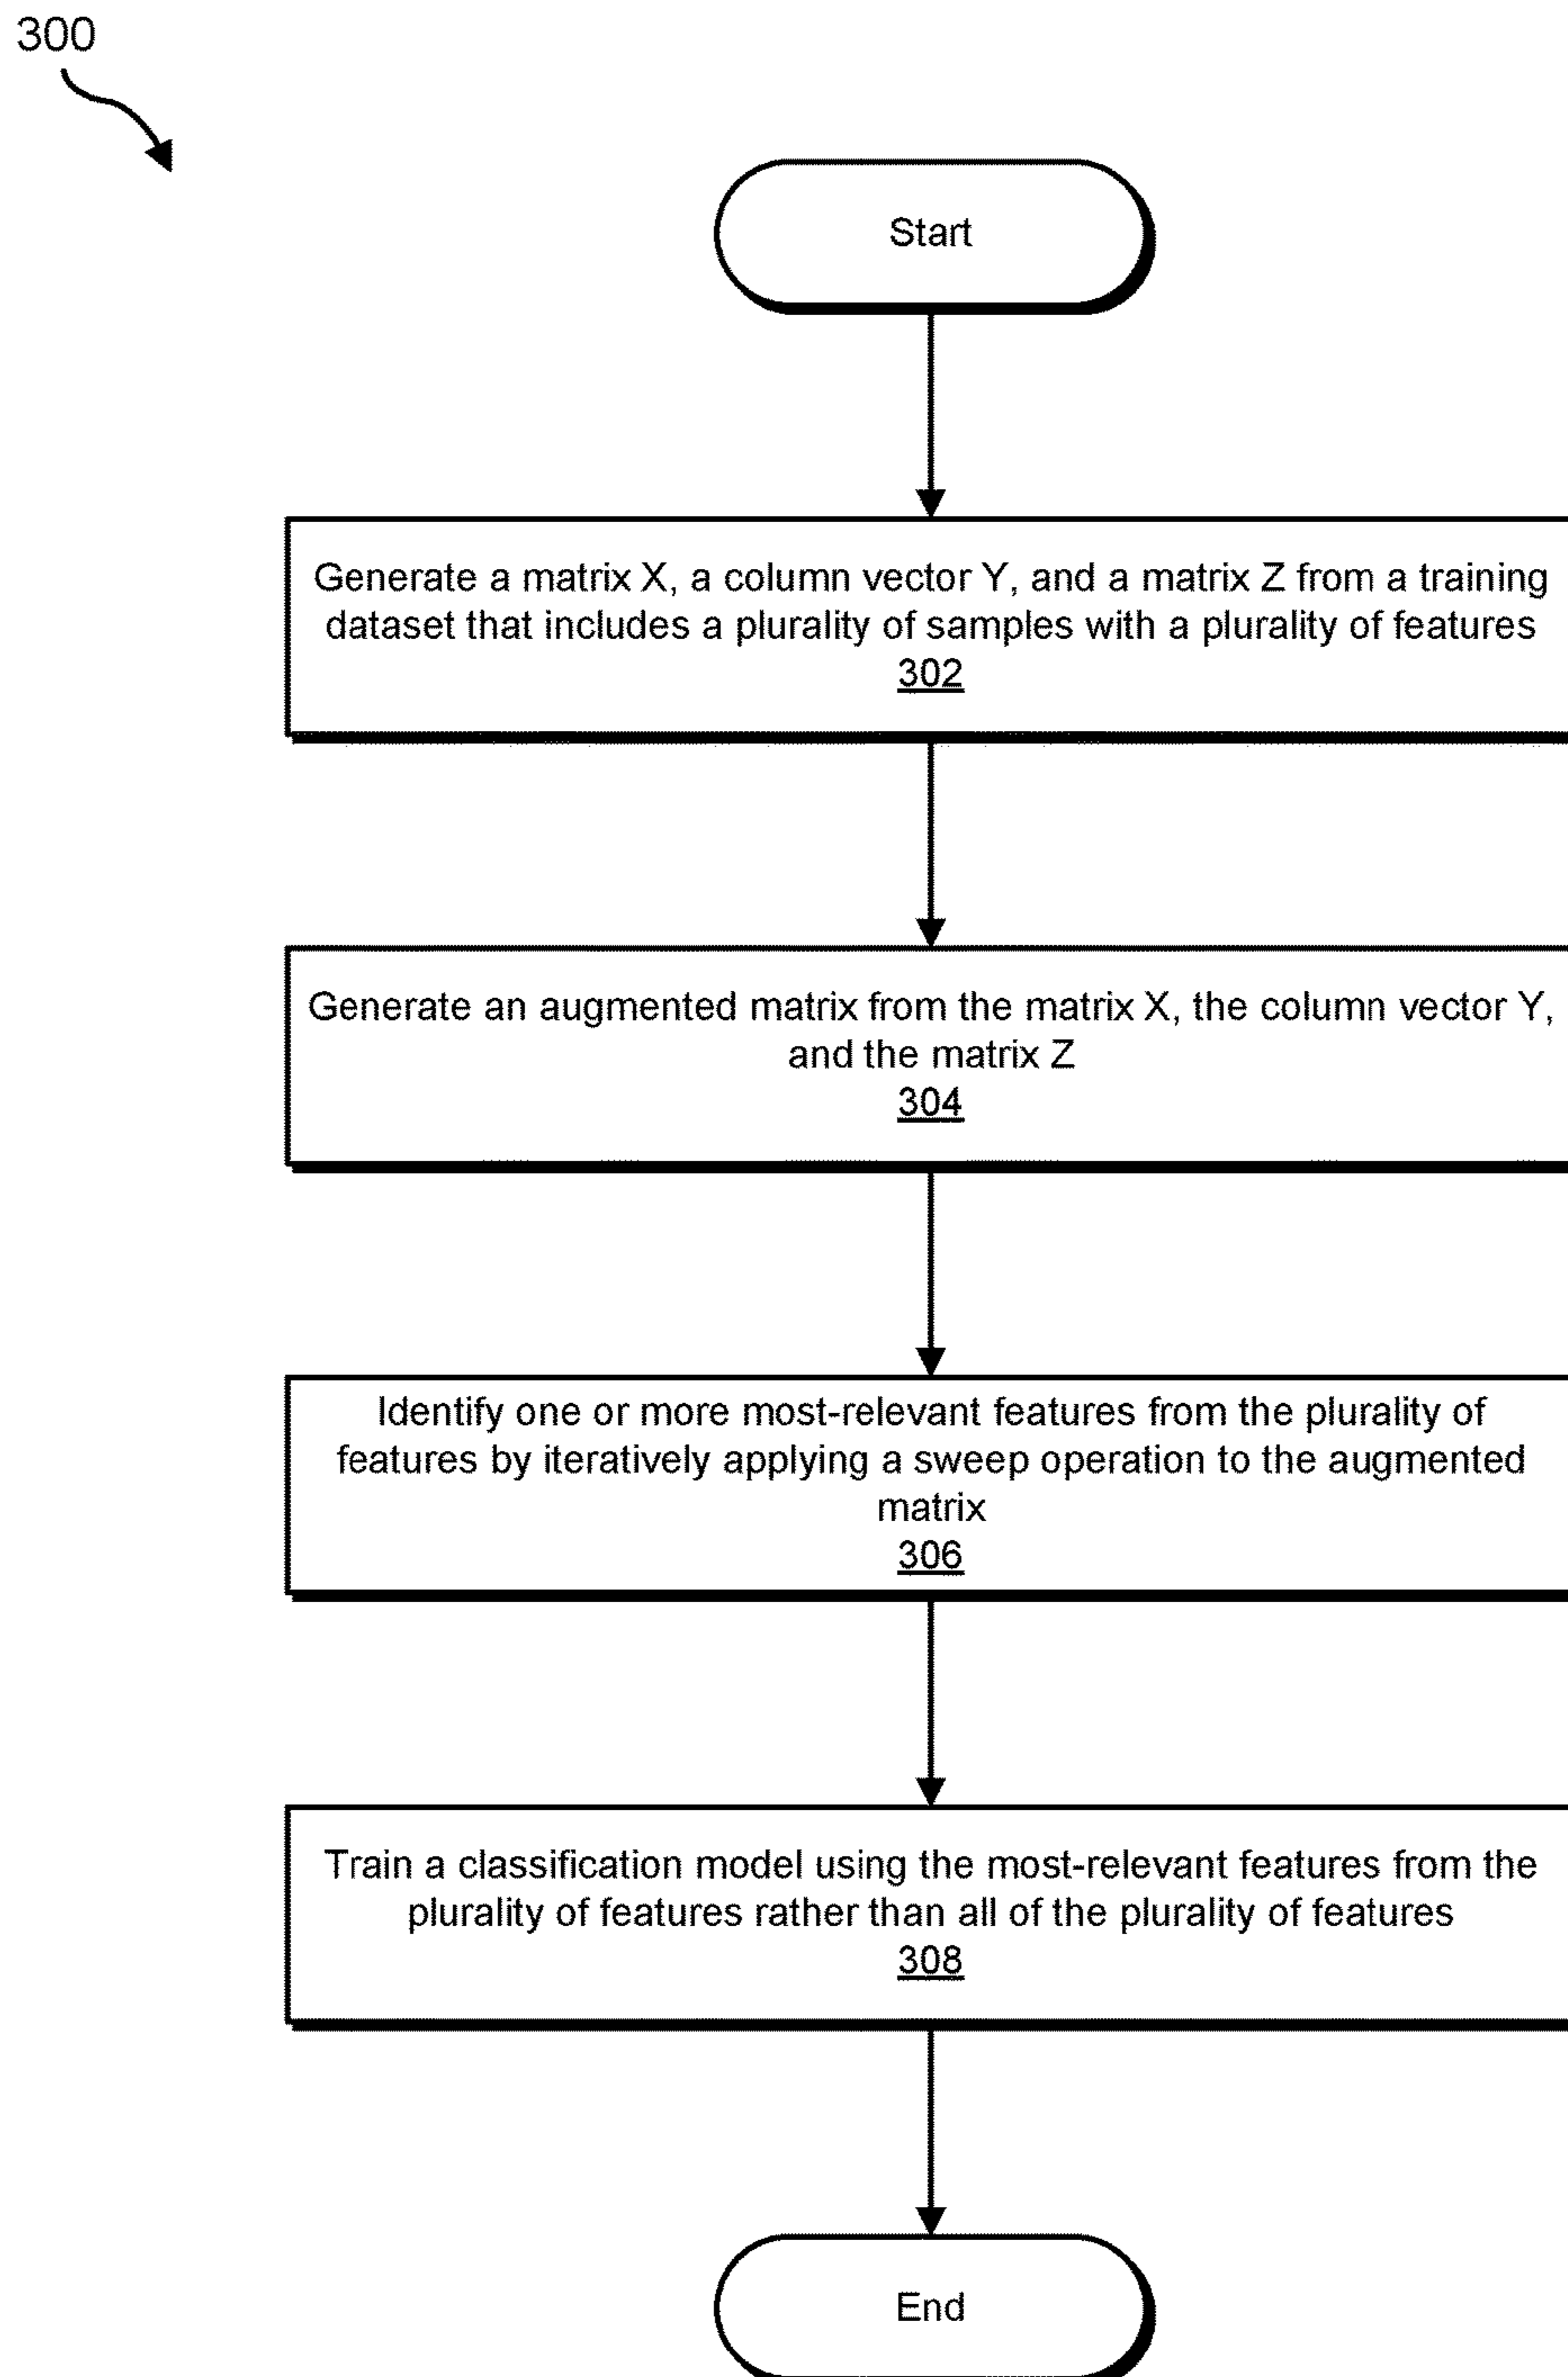 300
Start
Generate a matrix X, a column vector Y, and a matrix Z from a training
dataset that includes a plurality of samples with a plurality of features
302
Generate an augmented matrix from the matrix X, the column vector Y,
and the matrix Z
304
Identify one or more most-relevant features from the plurality of
features by iteratively applying a sweep operation to the augmented
matrix
306
Train a classification model using the most-relevant features from the
plurality of features rather than all of the plurality of features
308
End